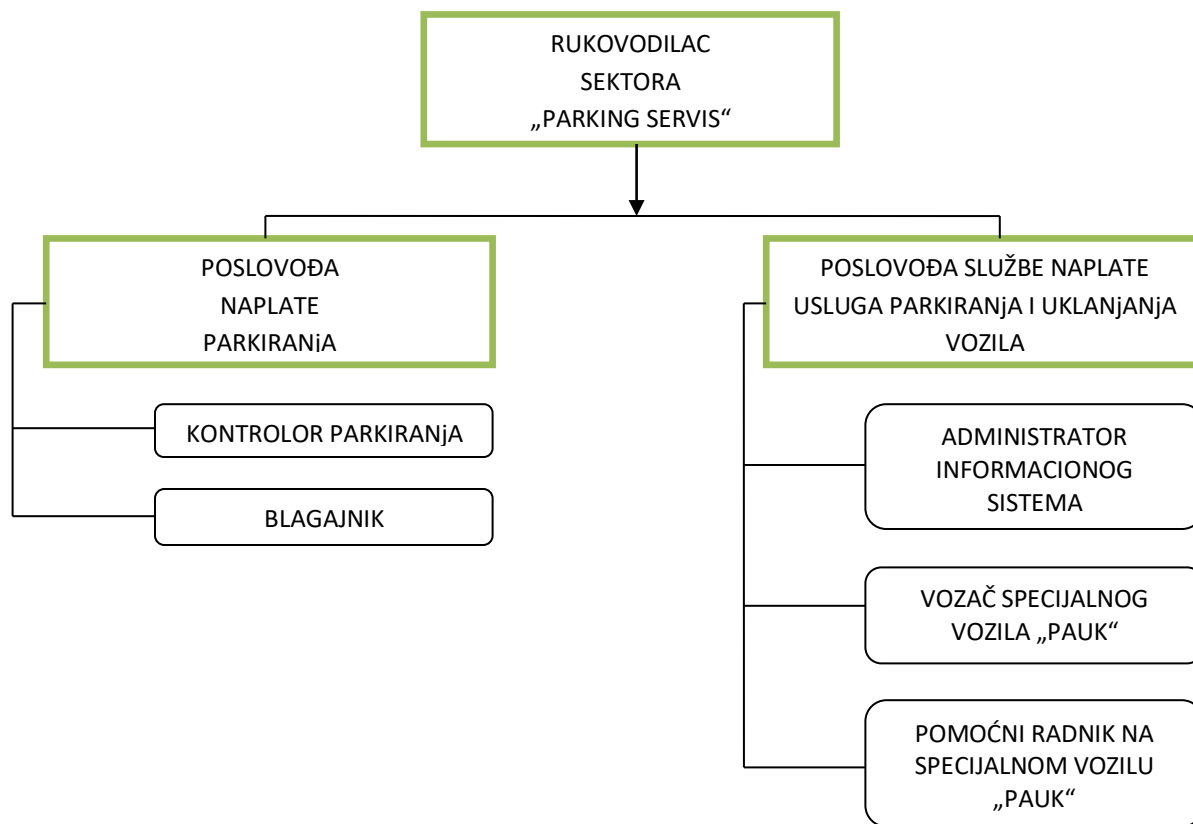 RUKOVODILAC
SEKTORA
„PARKING SERVIS“
POSLOVOĐA
NAPLATE
PARKIRANjA
POSLOVOĐA SLUŽBE NAPLATE
USLUGA PARKIRANjA I UKLANjANjA
VOZILA
KONTROLOR PARKIRANjA
BLAGAJNIK
ADMINISTRATOR
INFORMACIONOG
SISTEMA
VOZAČ SPECIJALNOG
VOZILA „PAUK“
POMOĆNI RADNIK NA
SPECIJALNOM VOZILU
„PAUK“